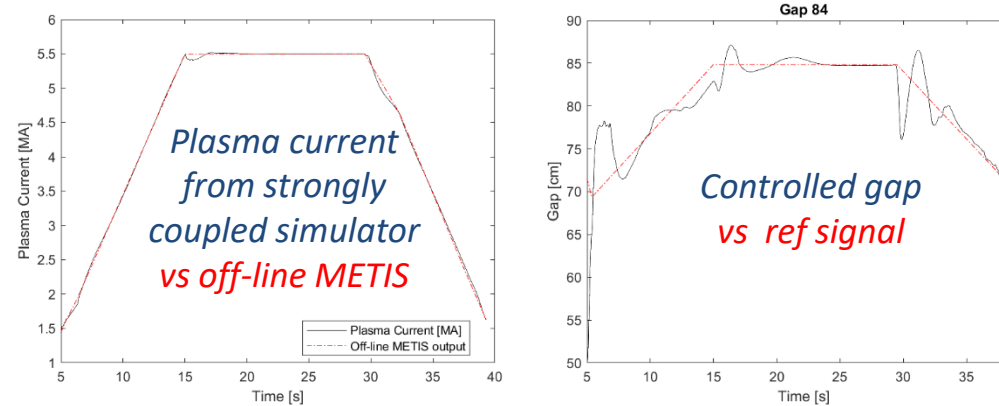 5.5
5
4.5
4
3.5
3
2.5
2
1.5
1
6
Plasma Current [MA]
5
10
15
20
25
30
35
40
Time [s]
Plasma current
from strongly
coupled simulator
vs off-line METIS
Plasma Current [MA]
Off-line METIS output
Gap 84
90
85
80
75
70
65
60
55
50
Gap [cm]
5
10
15
20
25
30
35
Time [s]
Controlled gap
vs ref signal